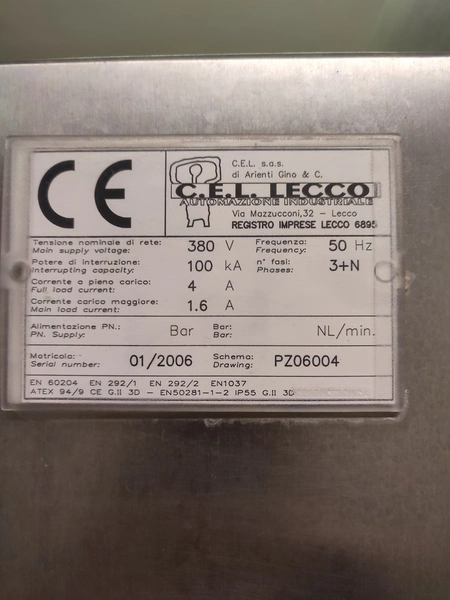 CE
C.E.L. s.a.s.
di Arienti Gino & C.
C.E.L. LECCO
AUTOMAZIONE INDUSTRIALE
Via Mazzucconi,32 - Lecco
REGISTRO IMPRESE LECCO 6895
Tensione nominale di rete: 380 V Frequenza: 50 Hz
Main supply voltage: Frequency:
Potere di interruzione: 100 kA n° fasi: 3+N
Interrupting capacity: Phases:
Corrente a pieno carico: 4 A
Full load current:
Corrente carico maggiore: 1.6 A
Main load current:
Alimentazione PN.: Bar Bar: NL/min.
PN. Supply: Bar:
Matricola: 01/2006 Schema: PZ06004
Serial number: Drawing:
EN 60204 EN 292/1 EN 292/2 EN1037
ATEX 94/9 CE G.II 3D - EN50281-1-2 IP55 G.II 3D